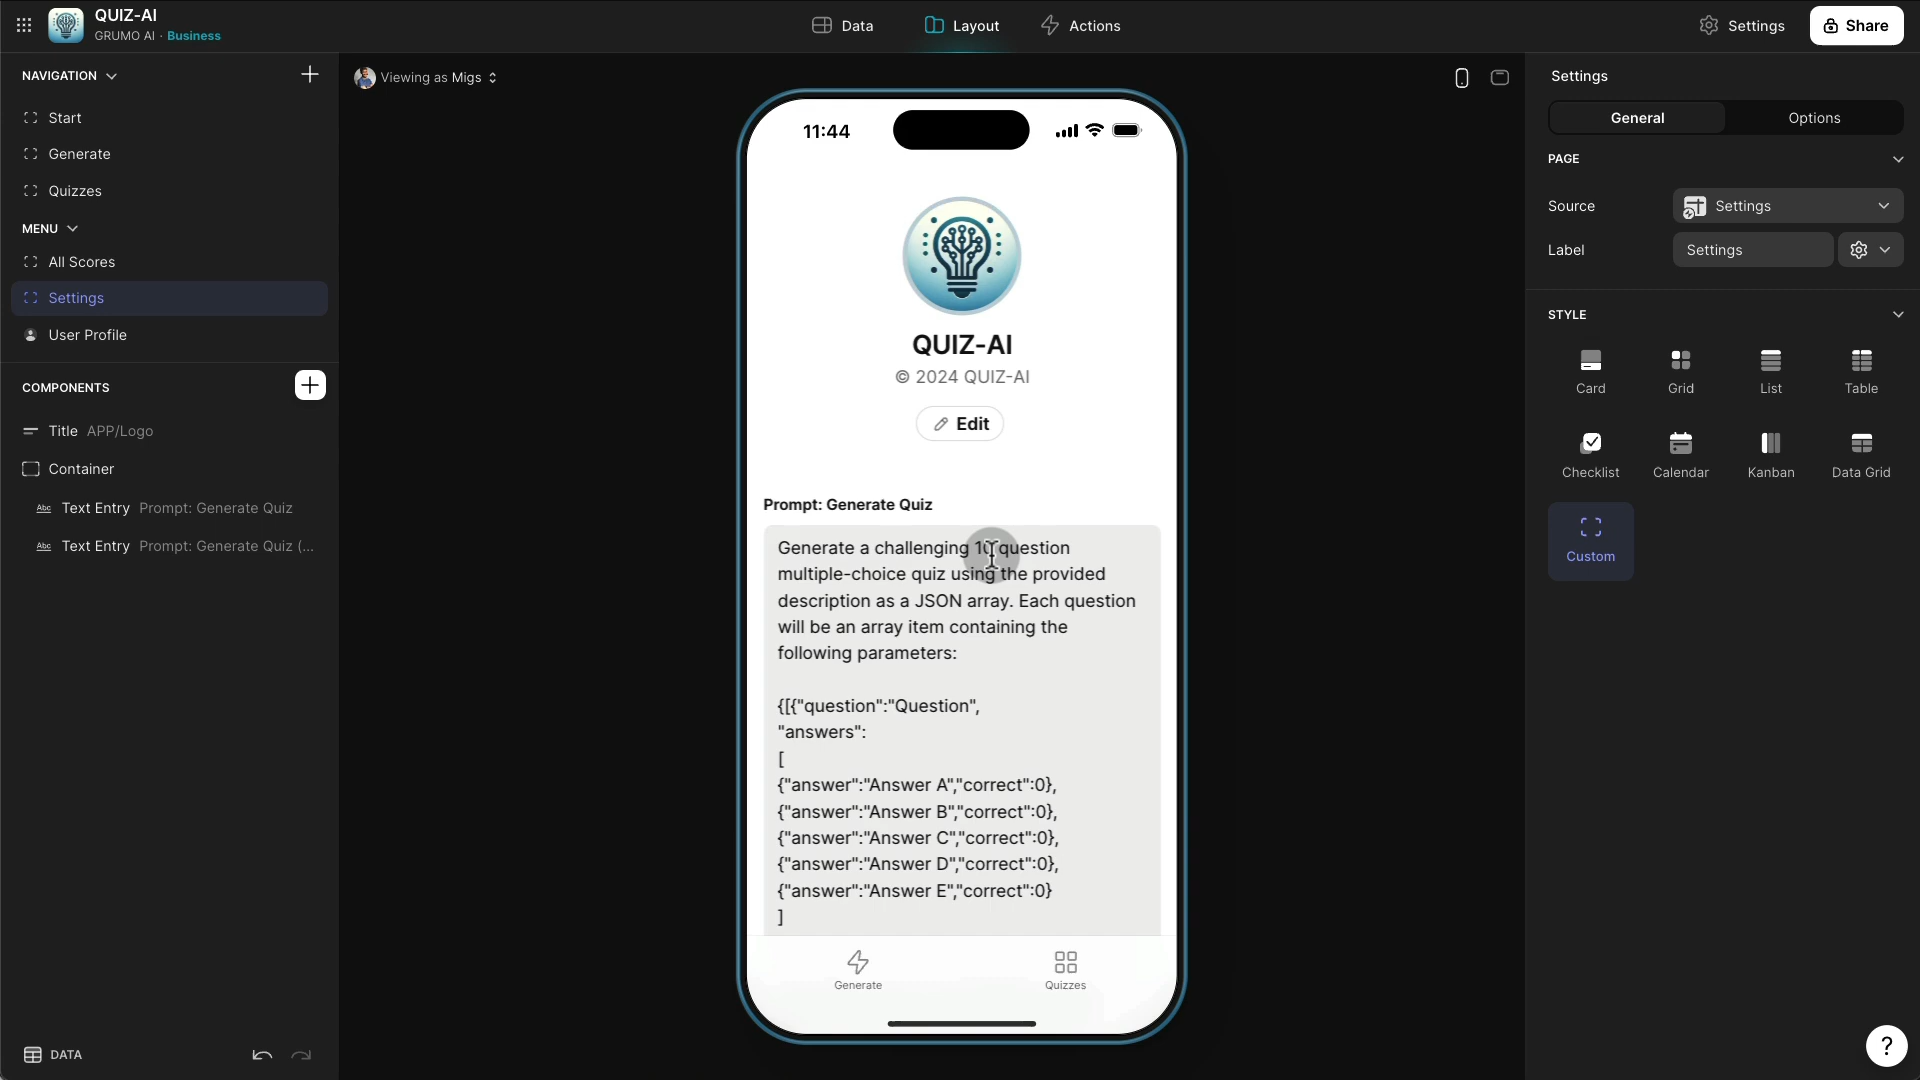 QUIZ-AI
GRUMO AI · Business
Data
Layout
Actions
Settings
Share
NAVIGATION
Start
Generate
Quizzes
MENU
All Scores
Settings
User Profile
COMPONENTS
Title APP/Logo
Container
Abc Text Entry Prompt: Generate Quiz
Abc Text Entry Prompt: Generate Quiz (...
DATA
Viewing as Migs
11:44
QUIZ-AI
© 2024 QUIZ-AI
Edit
Prompt: Generate Quiz
Generate a challenging 10 question
multiple-choice quiz using the provided
description as a JSON array. Each question
will be an array item containing the
following parameters:
{[{"question":"Question",
"answers":
[
{"answer":"Answer A","correct":0},
{"answer":"Answer B","correct":0},
{"answer":"Answer C","correct":0},
{"answer":"Answer D","correct":0},
{"answer":"Answer E","correct":0}
]
Generate
Quizzes
Settings
General
Options
PAGE
Source
Settings
Label
Settings
STYLE
Card
Grid
List
Table
Checklist
Calendar
Kanban
Data Grid
Custom
?